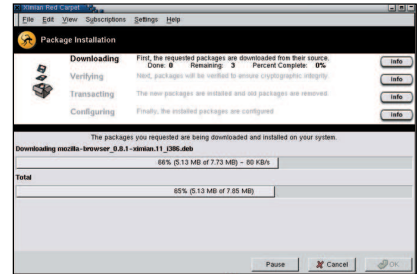 Ximian Red Carpet
File Edit View Subscriptions Settings Help
Package Installation
Downloading First, the requested packages are downloaded from their source.
Done: 0 Remaining: 3 Percent Complete: 0%
Info
Verifying Next, packages will be verified to ensure cryptographic integrity.
Info
Transacting The new packages are installed and old packages are removed.
Info
Configuring Finally, the installed packages are configured
Info
The packages you requested are being downloaded and installed on your system.
Downloading mozilla-browser_0.8.1-ximian.11_i386.deb
66% (5.13 MB of 7.73 MB) - 80 KB/s
Total
65% (5.13 MB of 7.85 MB)
Pause Cancel OK